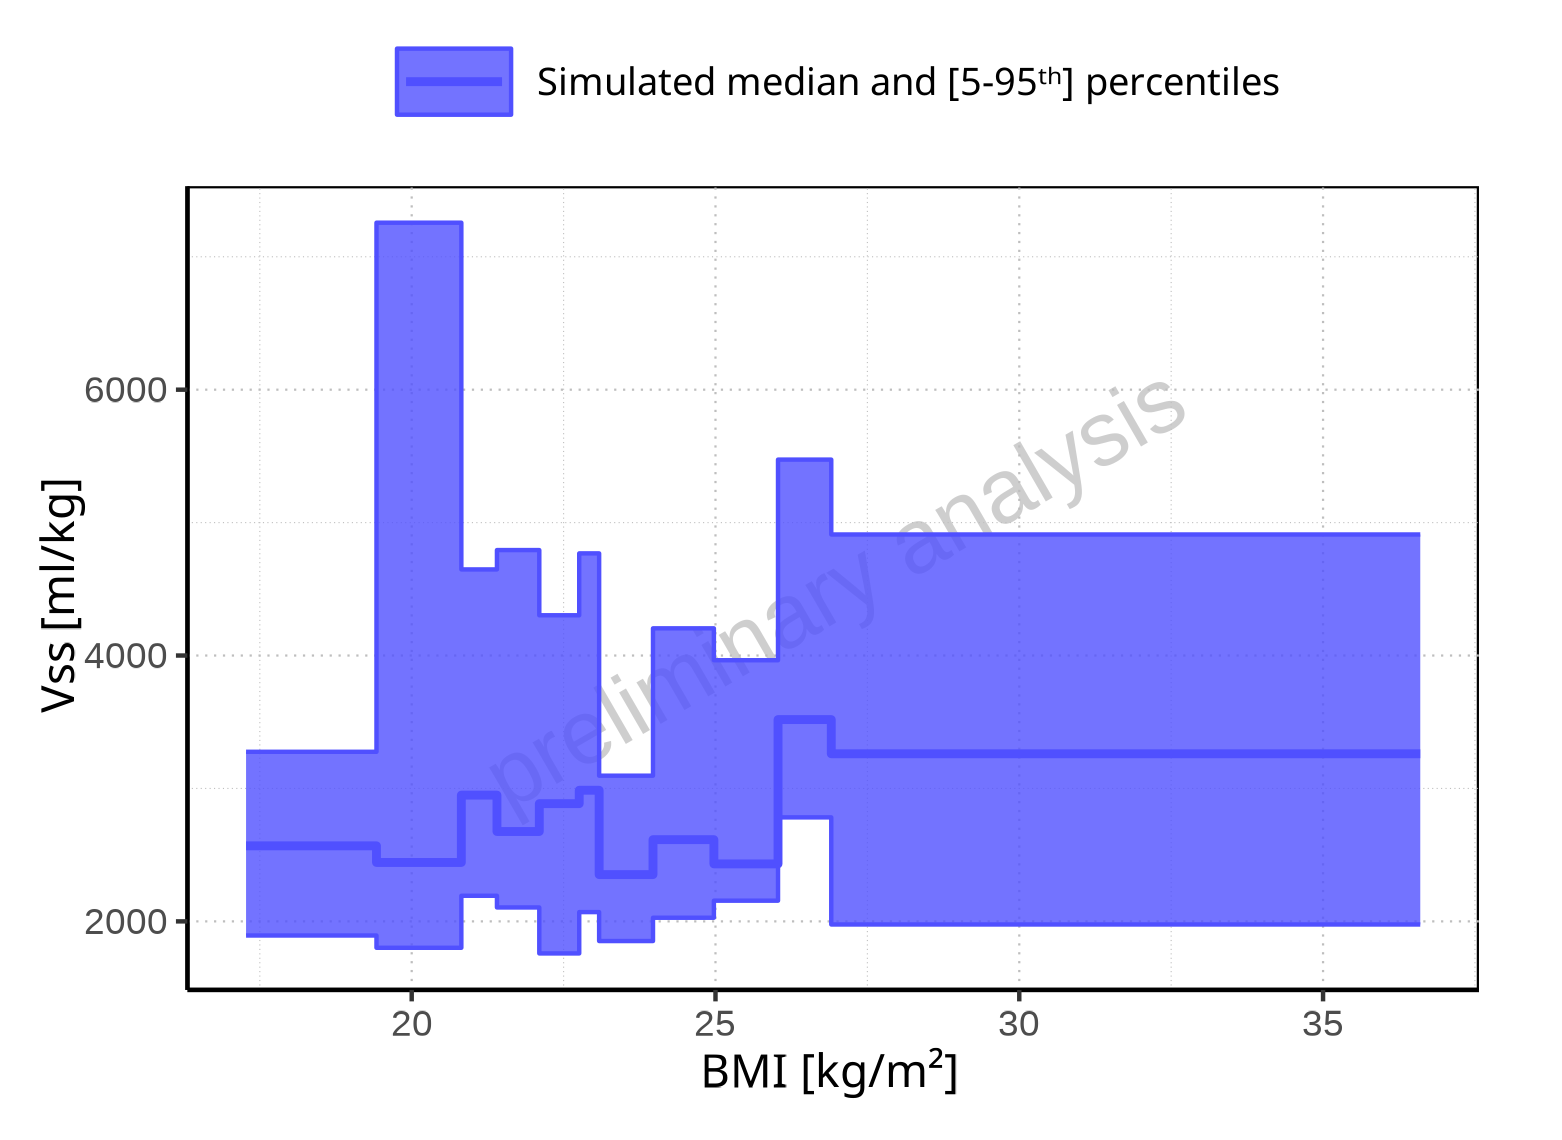 Simulated median and [5-95ᵗʰ] percentiles
6000
4000
2000
Vss [ml/kg]
preliminary analysis
20 25 30 35
BMI [kg/m²]